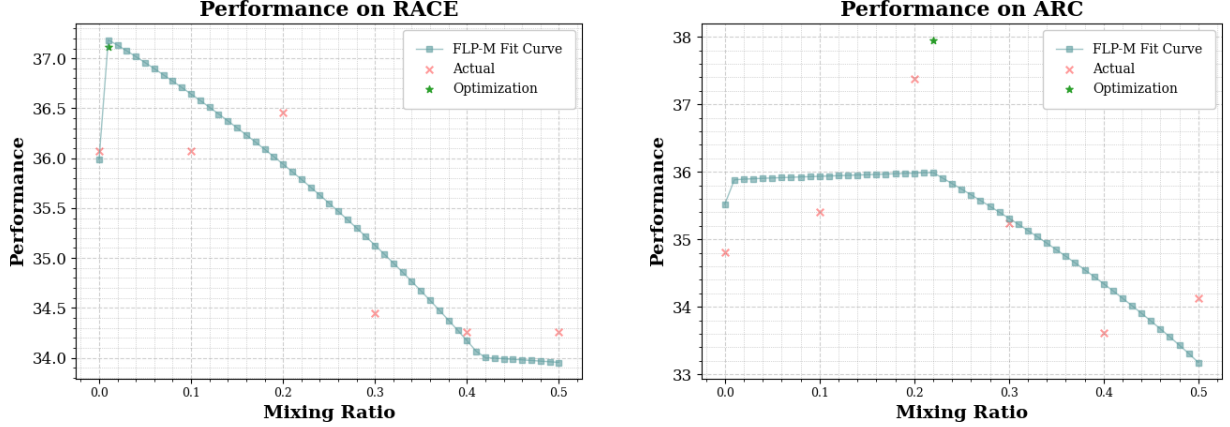 Performance on RACE
Performance
37.0
36.5
36.0
35.5
35.0
34.5
34.0
FLP-M Fit Curve
Actual
Optimization
0.0 0.1 0.2 0.3 0.4 0.5
Mixing Ratio
Performance on ARC
Performance
38
37
36
35
34
33
FLP-M Fit Curve
Actual
Optimization
0.0 0.1 0.2 0.3 0.4 0.5
Mixing Ratio